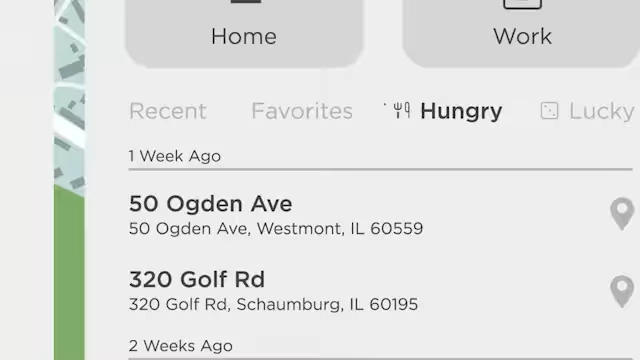 Home
Work
Recent Favorites Hungry Lucky
1 Week Ago
50 Ogden Ave
50 Ogden Ave, Westmont, IL 60559
320 Golf Rd
320 Golf Rd, Schaumburg, IL 60195
2 Weeks Ago